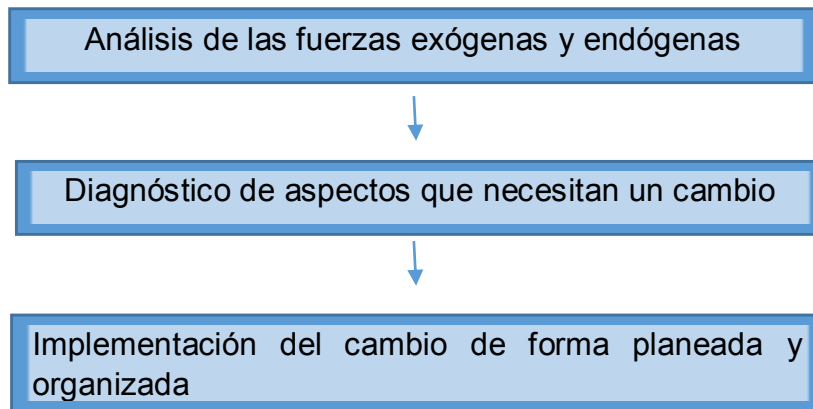 Análisis de las fuerzas exógenas y endógenas
Diagnóstico de aspectos que necesitan un cambio
Implementación del cambio de forma planeada y
organizada